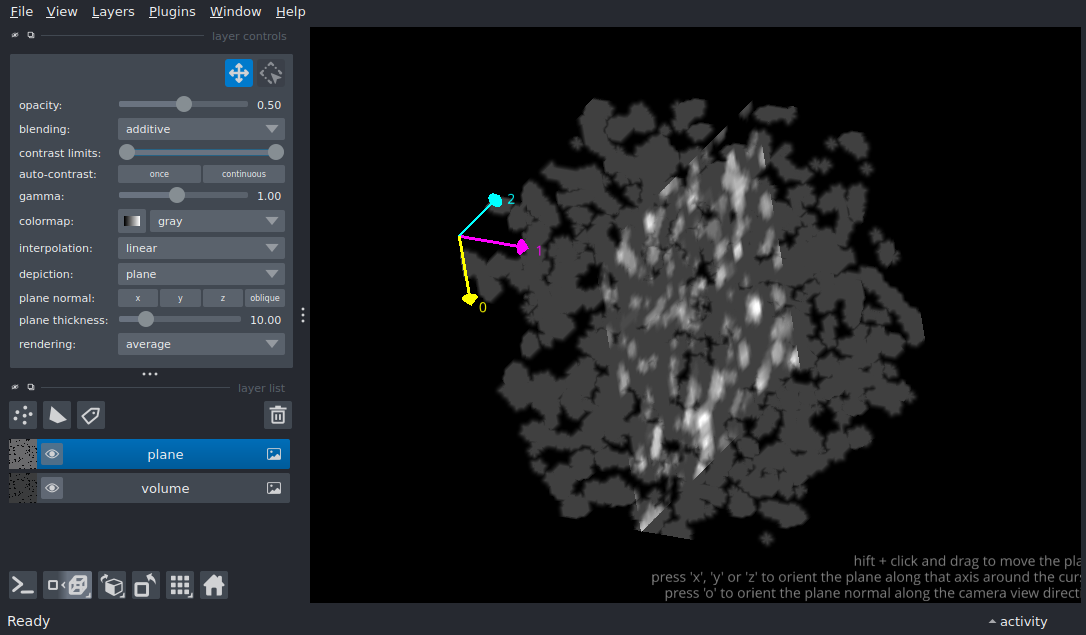 File View Layers Plugins Window Help
layer controls
opacity: 0.50
blending: additive
contrast limits:
auto-contrast: once continuous
gamma: 1.00
colormap: gray
interpolation: linear
depiction: plane
plane normal: x y z oblique
plane thickness: 10.00
rendering: average
layer list
plane
volume
2
1
0
hift + click and drag to move the pla
press 'x', 'y' or 'z' to orient the plane along that axis around the curs
press 'o' to orient the plane normal along the camera view direct
Ready
activity